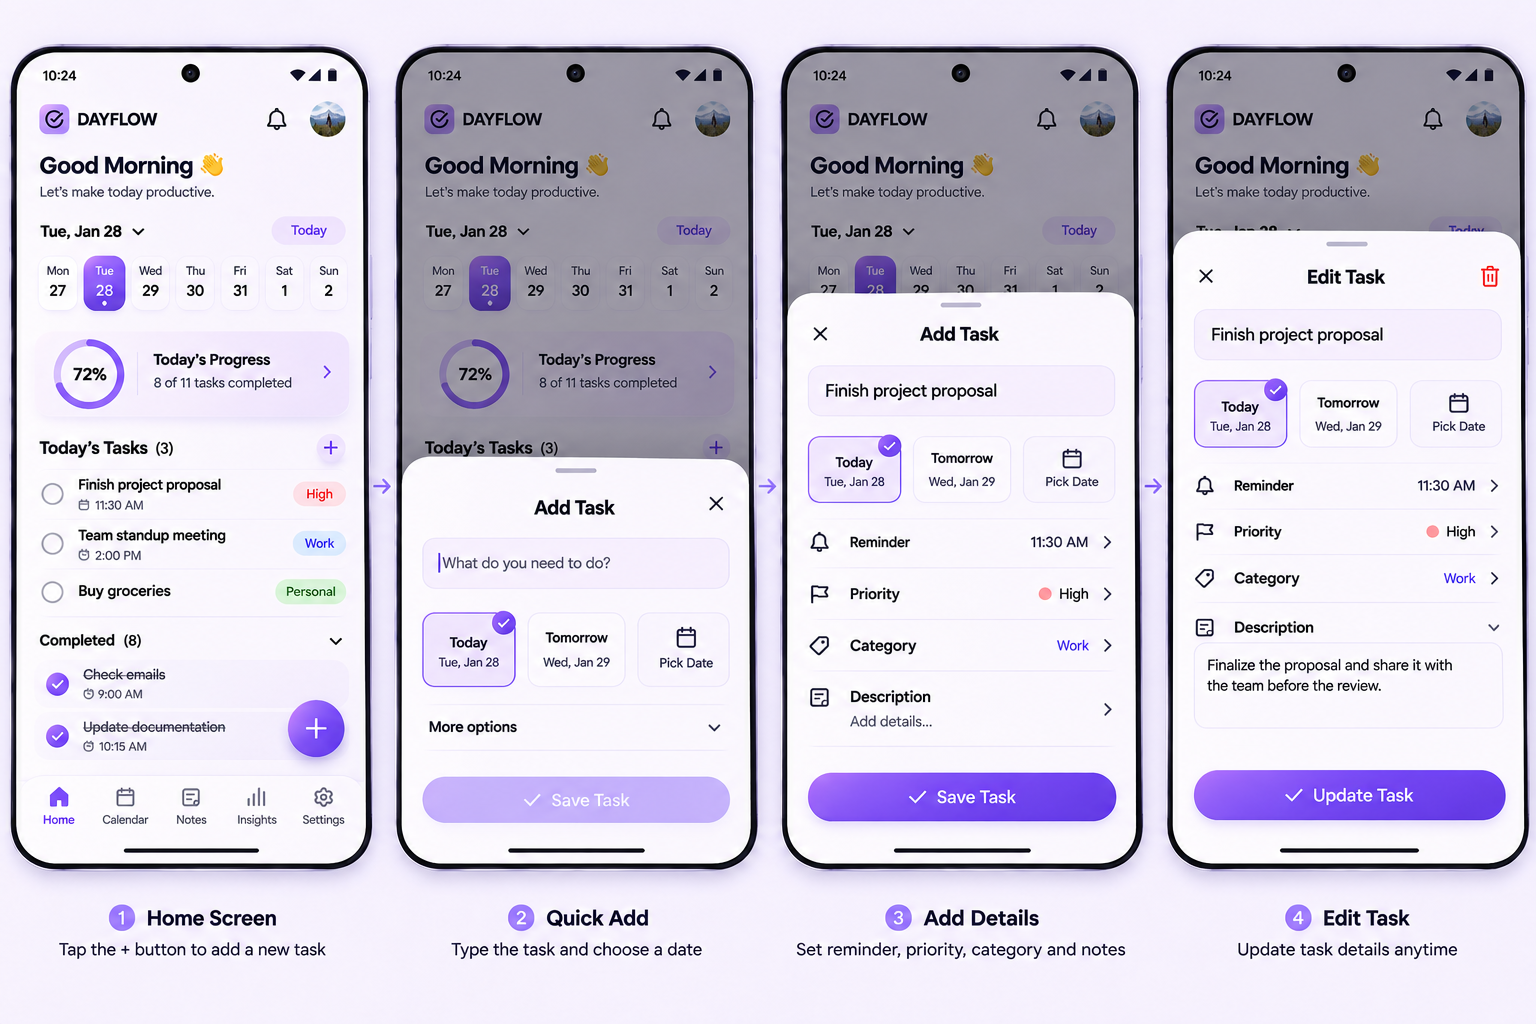 10:24
DAYFLOW
Good Morning 👋
Let's make today productive.
Tue, Jan 28
Today
Mon Tue Wed Thu Fri Sat Sun
27 28 29 30 31 1 2
72%
Today's Progress
8 of 11 tasks completed
Today's Tasks (3)
+
Finish project proposal
11:30 AM
High
Team standup meeting
2:00 PM
Work
Buy groceries
Personal
Completed (8)
Check emails
9:00 AM
Update documentation
10:15 AM
+
Home Calendar Notes Insights Settings
1 Home Screen
Tap the + button to add a new task
10:24
DAYFLOW
Good Morning 👋
Let's make today productive.
Tue, Jan 28
Today
Mon Tue Wed Thu Fri Sat Sun
27 28 29 30 31 1 2
72%
Today's Progress
8 of 11 tasks completed
Today's Tasks (3)
+
Add Task
What do you need to do?
Today
Tue, Jan 28
Tomorrow
Wed, Jan 29
Pick Date
More options
Save Task
2 Quick Add
Type the task and choose a date
10:24
DAYFLOW
Good Morning 👋
Let's make today productive.
Tue, Jan 28
Today
Mon Tue Wed Thu Fri Sat Sun
27 28 29 30 31 1 2
Add Task
Finish project proposal
Today
Tue, Jan 28
Tomorrow
Wed, Jan 29
Pick Date
Reminder
11:30 AM
Priority
High
Category
Work
Description
Add details...
Save Task
3 Add Details
Set reminder, priority, category and notes
10:24
DAYFLOW
Good Morning 👋
Let's make today productive.
Tue, Jan 28
Today
Edit Task
Finish project proposal
Today
Tue, Jan 28
Tomorrow
Wed, Jan 29
Pick Date
Reminder
11:30 AM
Priority
High
Category
Work
Description
Finalize the proposal and share it with
the team before the review.
Update Task
4 Edit Task
Update task details anytime